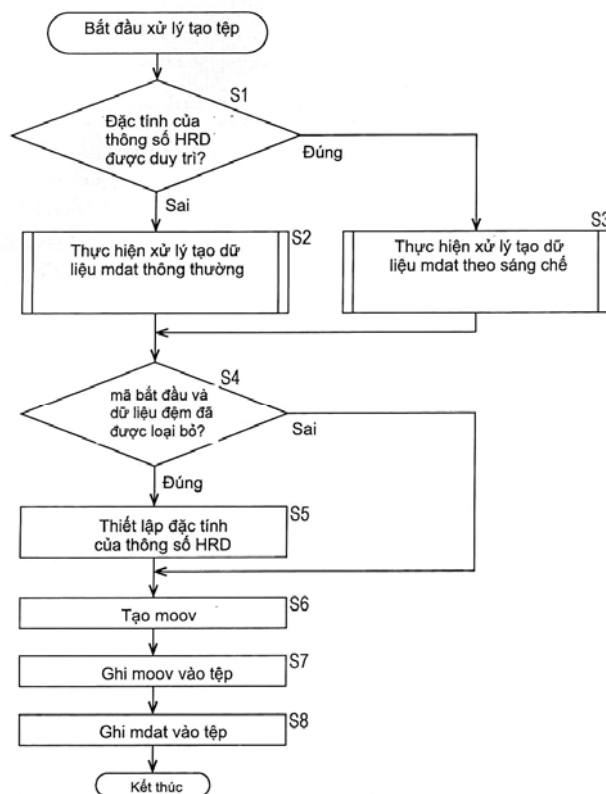 Bắt đầu xử lý tạo tệp
S1
Đặc tính của
thông số HRD
được duy trì?
Đúng
Sai
S2
Thực hiện xử lý tạo dữ
liệu mdat thông thường
S3
Thực hiện xử lý tạo dữ
liệu mdat theo sáng chế
S4
mã bắt đầu và
dữ liệu đệm đã
được loại bỏ?
Sai
Đúng
S5
Thiết lập đặc tính
của thông số HRD
S6
Tạo moov
S7
Ghi moov vào tệp
S8
Ghi mdat vào tệp
Kết thúc